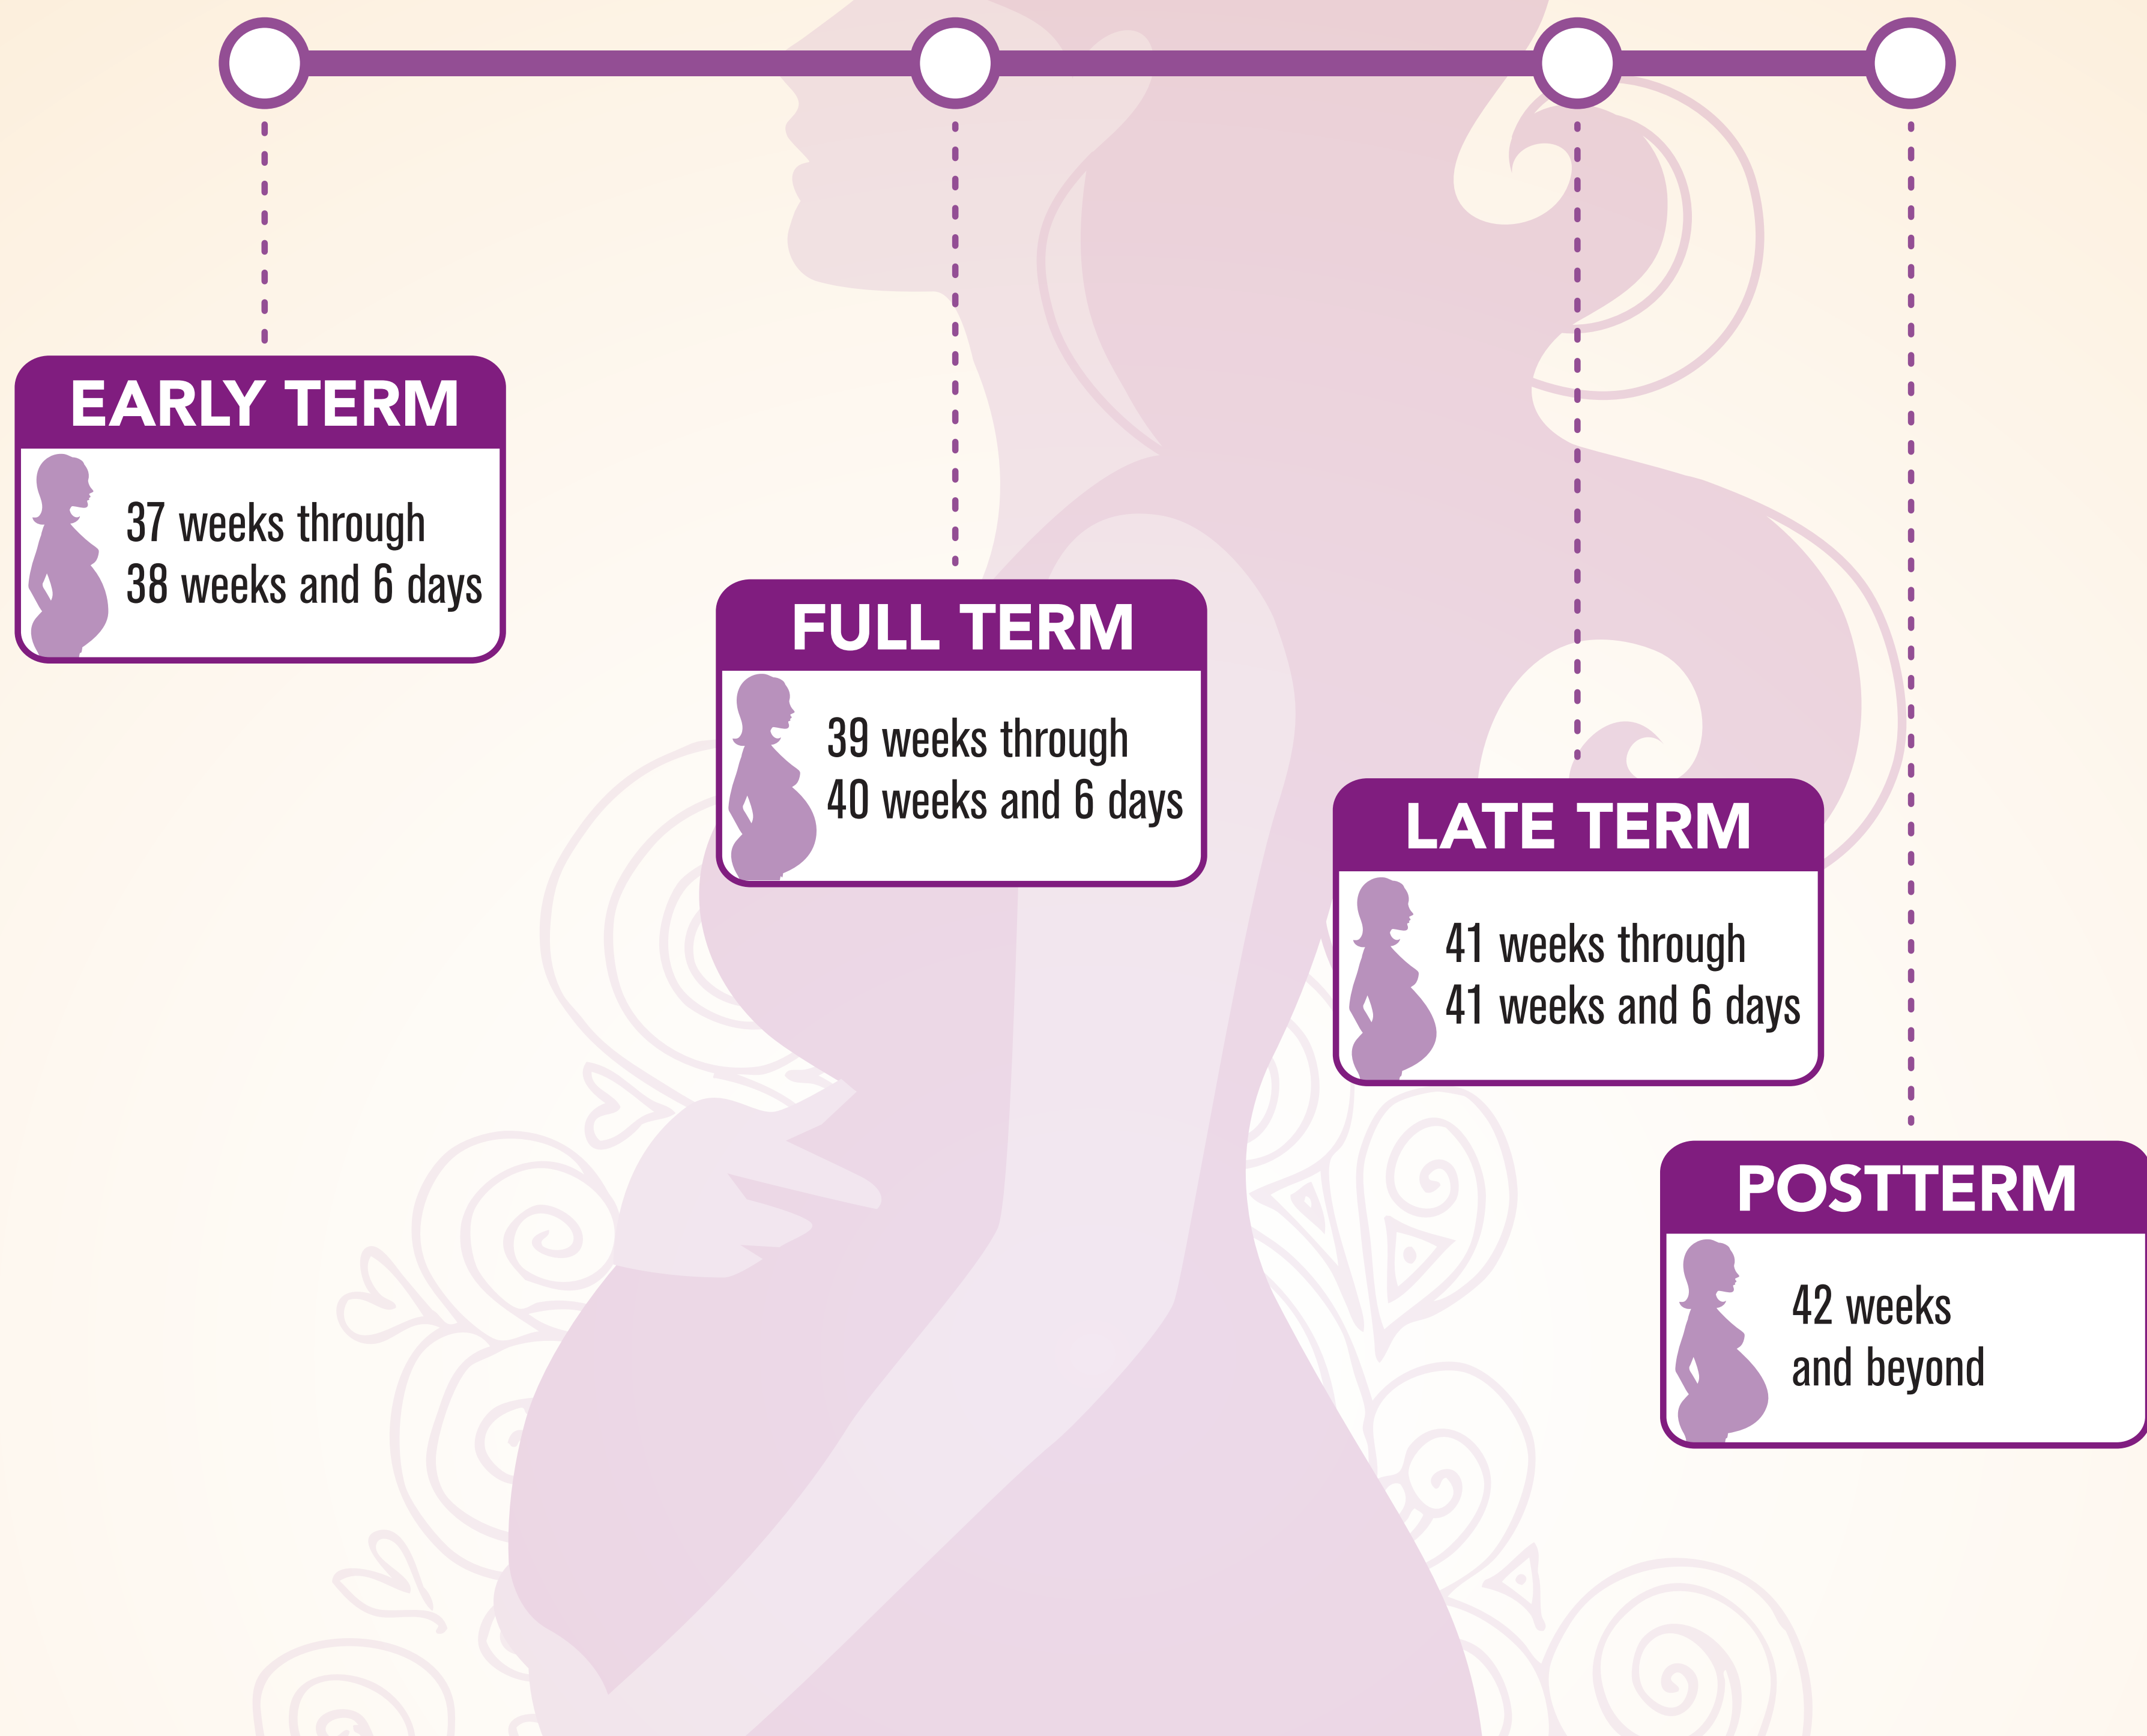 EARLY TERM
37 weeks through
38 weeks and 6 days
FULL TERM
39 weeks through
40 weeks and 6 days
LATE TERM
41 weeks through
41 weeks and 6 days
POSTTERM
42 weeks
and beyond